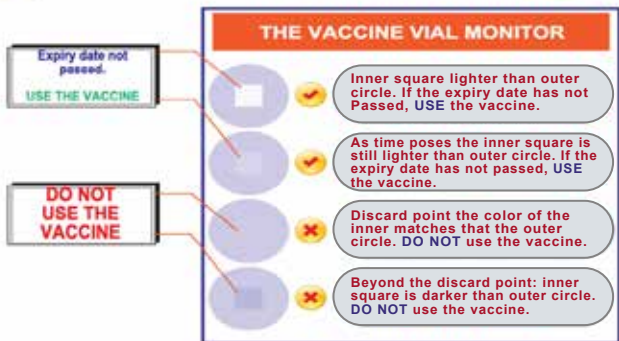 THE VACCINE VIAL MONITOR
Expiry date not
passed.
USE THE VACCINE
Inner square lighter than outer
circle. If the expiry date has not
Passed, USE the vaccine.
As time poses the inner square is
still lighter than outer circle. If the
expiry date has not passed, USE
the vaccine.
DO NOT
USE THE
VACCINE
Discard point the color of the
inner matches that the outer
circle. DO NOT use the vaccine.
Beyond the discard point: inner
square is darker than outer circle.
DO NOT use the vaccine.